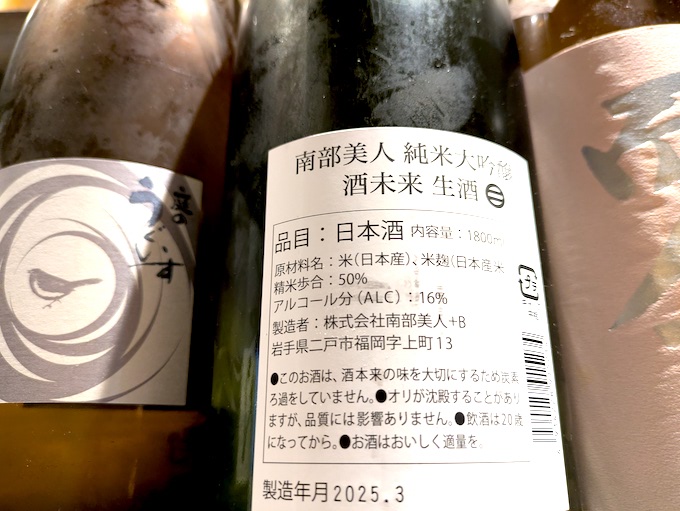 庭の
うぐいす
南部美人 純米大吟醸
酒未来 生酒
品目：日本酒 内容量：1800m
原材料名：米（日本産）、米麹（日本産米
精米歩合：50%
アルコール分（ALC）：16%
製造者：株式会社南部美人+B
岩手県二戸市福岡字上町13
●このお酒は、酒本来の味を大切にするため炭素
ろ過をしていません。●オリが沈殿することがあり
ますが、品質には影響ありません。●飲酒は20歳
になってから。●お酒はおいしく適量を。
製造年月2025.3